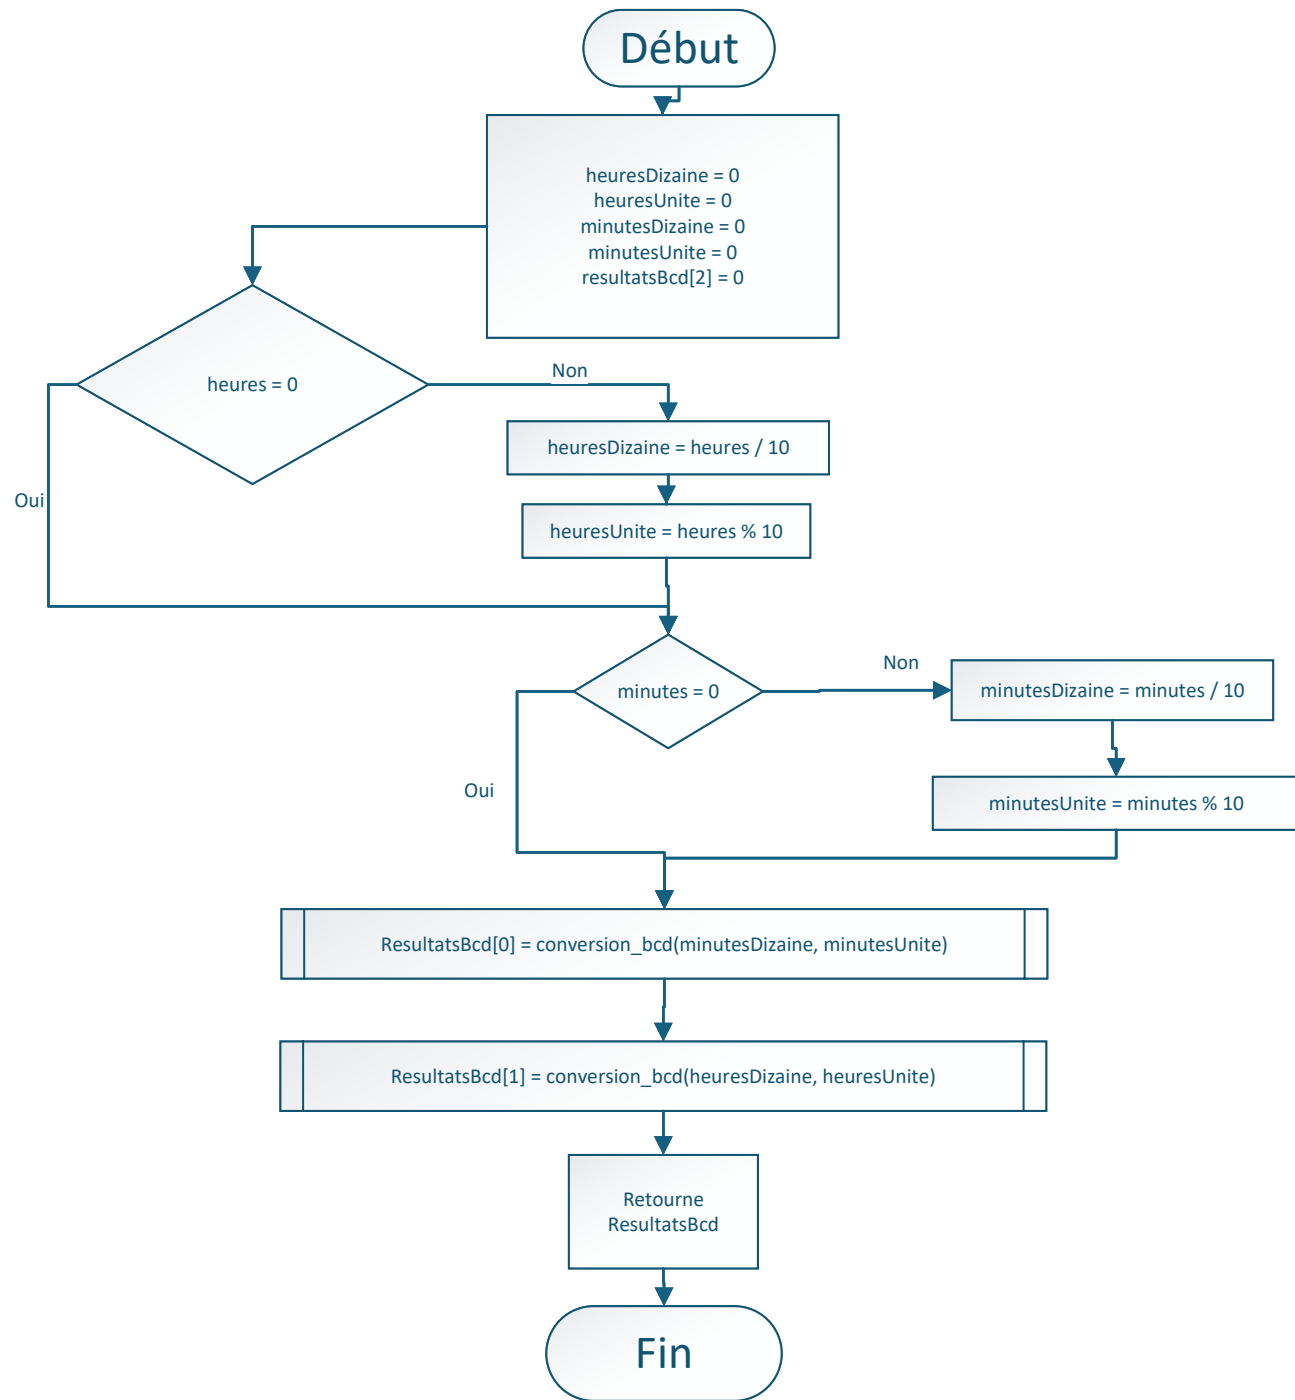 Début
heuresDizaine = 0
heuresUnite = 0
minutesDizaine = 0
minutesUnite = 0
resultatsBcd[2] = 0
heures = 0
Non
Oui
heuresDizaine = heures / 10
heuresUnite = heures % 10
minutes = 0
Non
Oui
minutesDizaine = minutes / 10
minutesUnite = minutes % 10
ResultatsBcd[0] = conversion_bcd(minutesDizaine, minutesUnite)
ResultatsBcd[1] = conversion_bcd(heuresDizaine, heuresUnite)
Retourne
ResultatsBcd
Fin